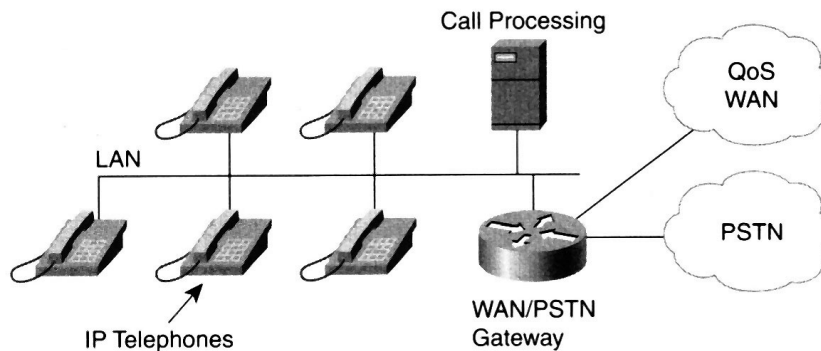 Call Processing
QoS
WAN
LAN
PSTN
IP Telephones
WAN/PSTN
Gateway